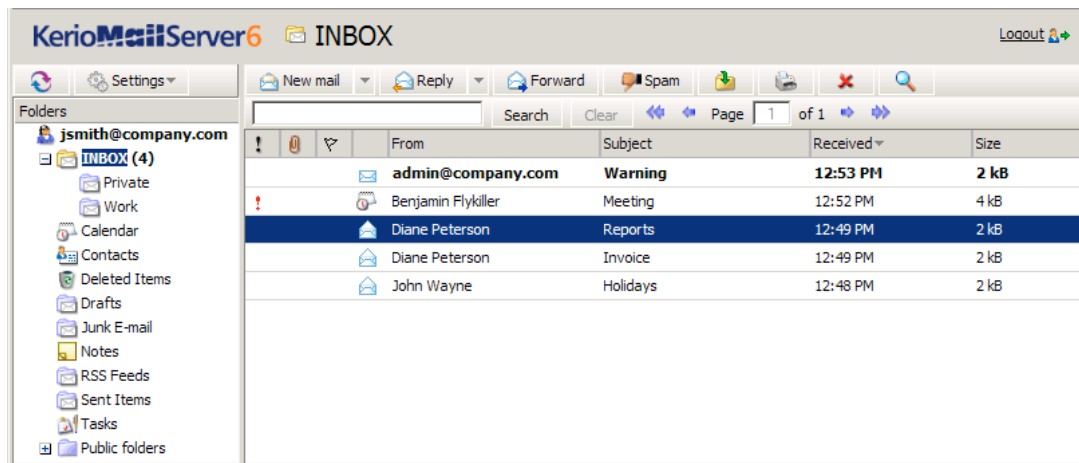 KerioMailServer6 INBOX Logout
Settings New mail Reply Forward Spam
Folders Search Clear Page 1 of 1
jsmith@company.com
! From Subject Received Size
INBOX (4)
admin@company.com Warning 12:53 PM 2 kB
Private
! Benjamin Flykiller Meeting 12:52 PM 4 kB
Work
Calendar
Diane Peterson Reports 12:49 PM 2 kB
Contacts
Diane Peterson Invoice 12:49 PM 2 kB
Deleted Items
John Wayne Holidays 12:48 PM 2 kB
Drafts
Junk E-mail
Notes
RSS Feeds
Sent Items
Tasks
Public folders